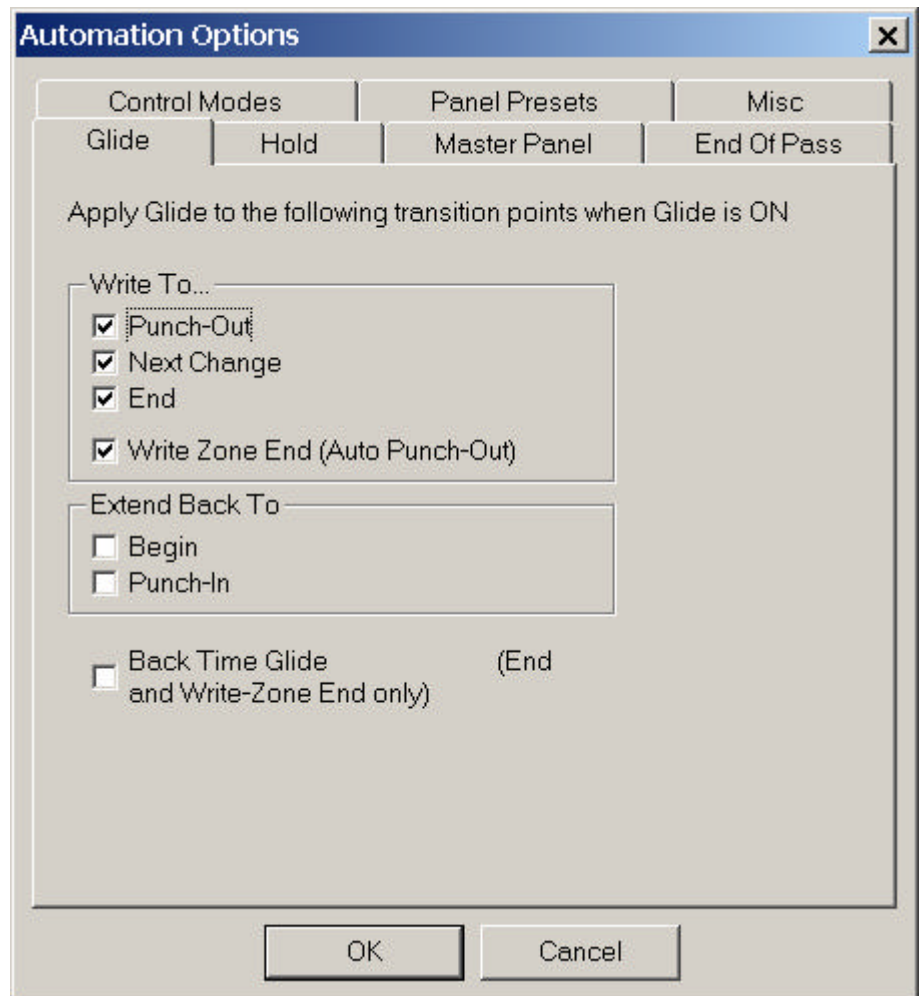 Automation Options
Control Modes Panel Presets Misc
Glide Hold Master Panel End Of Pass
Apply Glide to the following transition points when Glide is ON
Write To...
Punch-Out
Next Change
End
Write Zone End (Auto Punch-Out)
Extend Back To
Begin
Punch-In
Back Time Glide (End
and Write-Zone End only)
OK Cancel